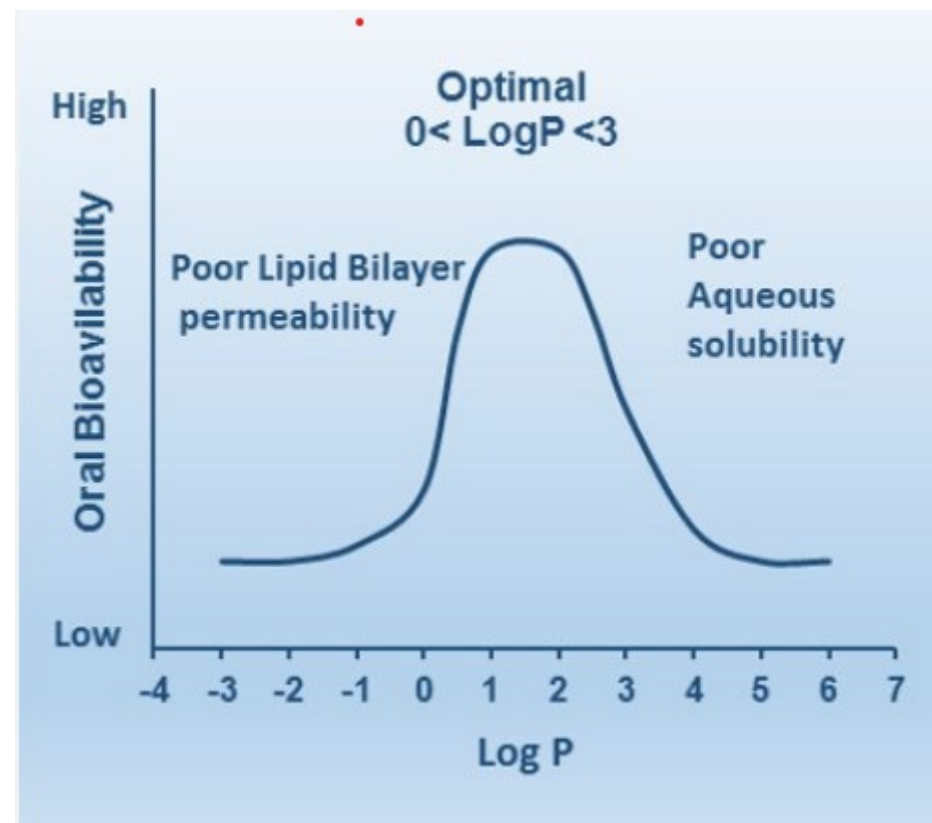 Optimal
0< LogP <3
High
Oral Bioavilability
Poor Lipid Bilayer
permeability
Poor
Aqueous
solubility
Low
-4 -3 -2 -1 0 1 2 3 4 5 6 7
Log P